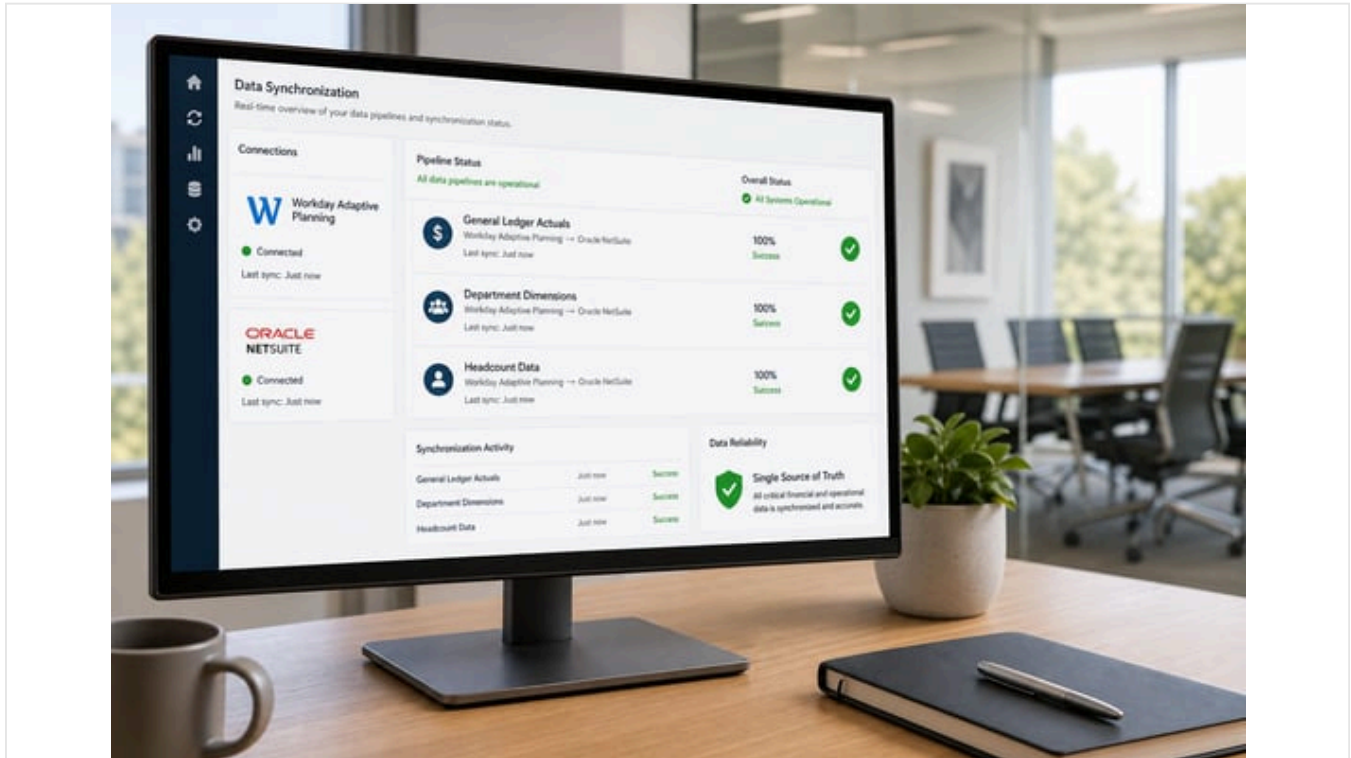 Data Synchronization
Real-time overview of your data pipelines and synchronization status.
Connections
W
Workday Adaptive
Planning
Connected
Last sync: Just now
ORACLE
NETSUITE
Connected
Last sync: Just now
Pipeline Status
All data pipelines are operational
Overall Status
All Systems Operational
$
General Ledger Actuals
Workday Adaptive Planning → Oracle NetSuite
Last sync: Just now
100%
Success
Department Dimensions
Workday Adaptive Planning → Oracle NetSuite
Last sync: Just now
100%
Success
Headcount Data
Workday Adaptive Planning → Oracle NetSuite
Last sync: Just now
100%
Success
Synchronization Activity
General Ledger Actuals Just now Success
Department Dimensions Just now Success
Headcount Data Just now Success
Data Reliability
Single Source of Truth
All critical financial and operational
data is synchronized and accurate.